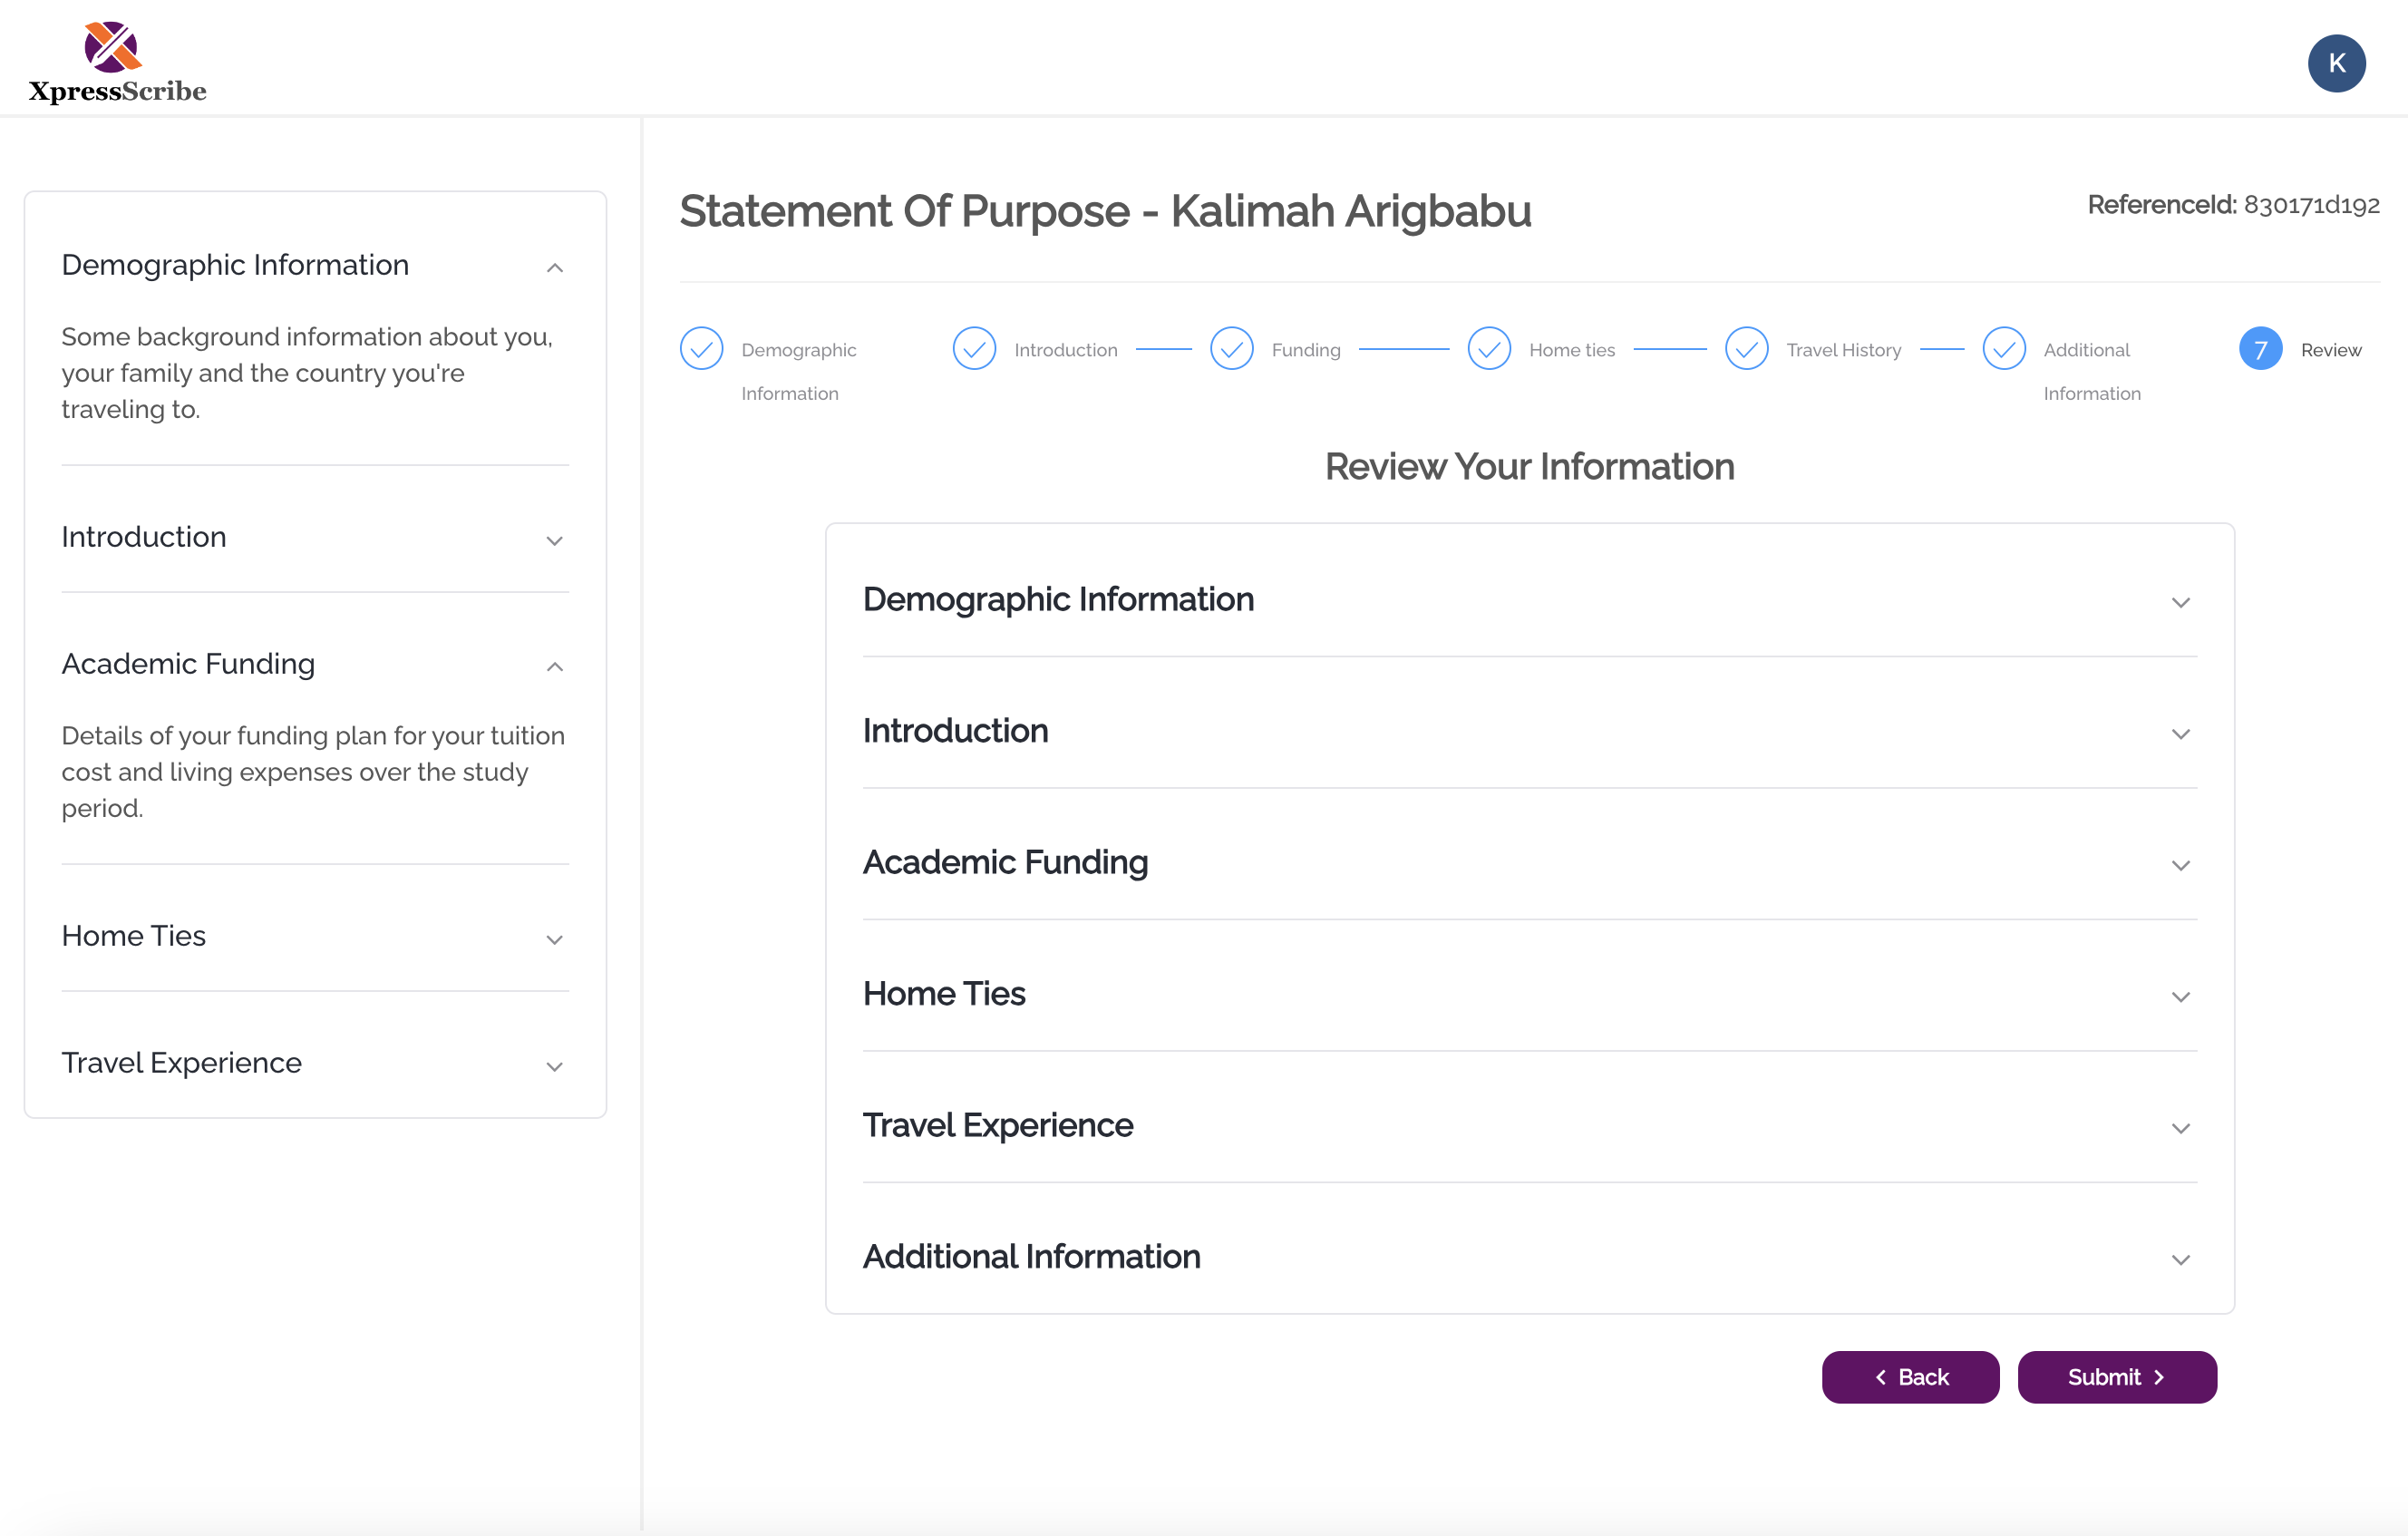 XpressScribe
K
Demographic Information
Some background information about you,
your family and the country you're
traveling to.
Introduction
Academic Funding
Details of your funding plan for your tuition
cost and living expenses over the study
period.
Home Ties
Travel Experience
Statement Of Purpose - Kalimah Arigbabu
ReferenceId: 830171d192
Demographic
Information
Introduction
Funding
Home ties
Travel History
Additional
Information
7
Review
Review Your Information
Demographic Information
Introduction
Academic Funding
Home Ties
Travel Experience
Additional Information
Back
Submit